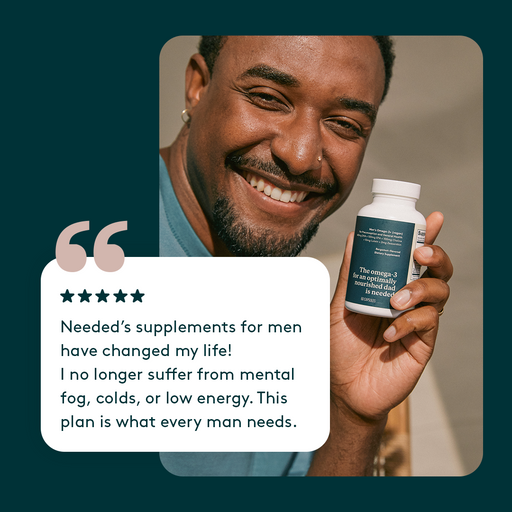 Needed’s supplements for men
have changed my life!
I no longer suffer from mental
fog, colds, or low energy. This
plan is what every man needs.
The omega-3
for an optimally
nourished dad
is needed